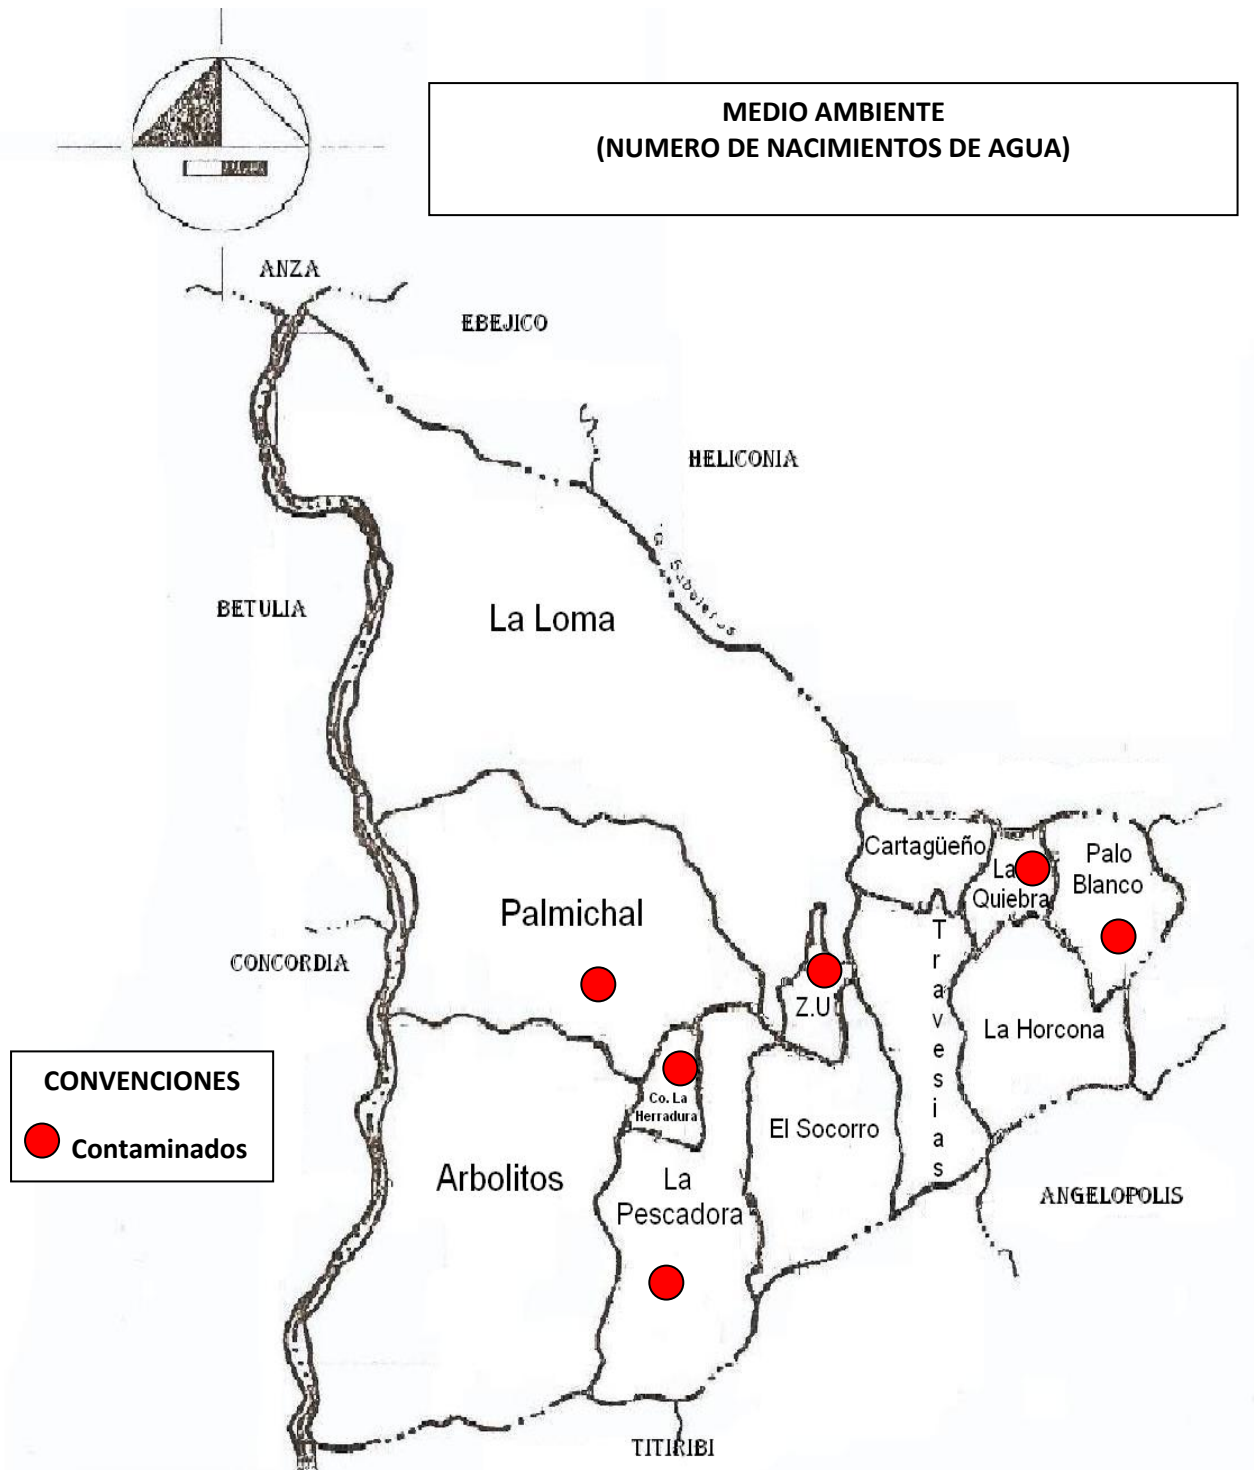 MEDIO AMBIENTE
(NUMERO DE NACIMIENTOS DE AGUA)
ANZA
EBEJICO
HELICONIA
BETULIA
La Loma
Cartagüeño
La
Quiebra
Palo
Blanco
Palmichal
CONCORDIA
Z.U
Travesias
La Horcona
CONVENCIONES
Contaminados
Co. La
Herradura
El Socorro
Arbolitos
La
Pescadora
ANGELOPOLIS
TITIRIBI